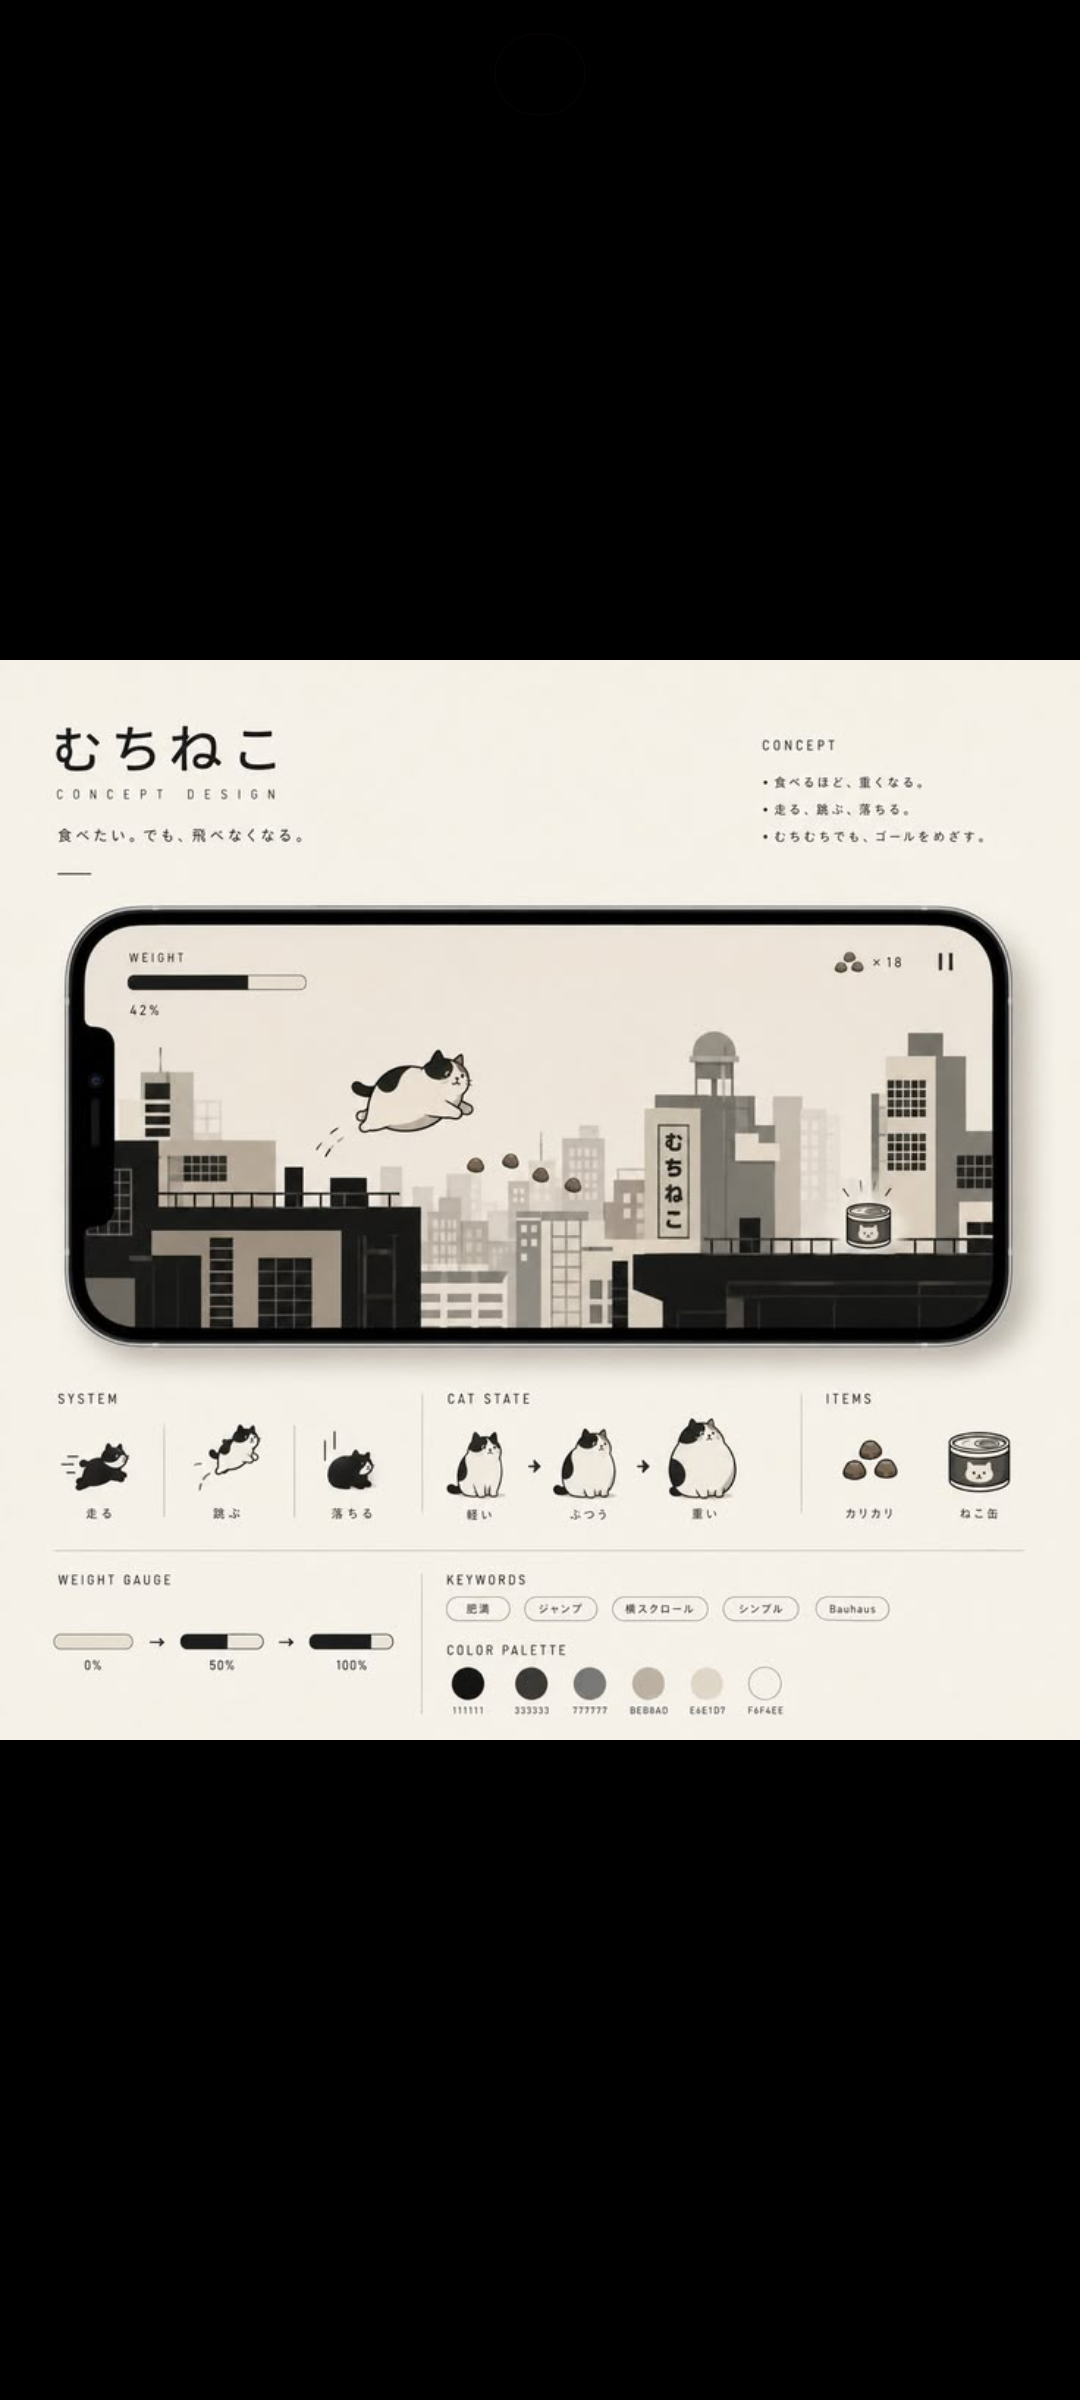 むちねこ
CONCEPT DESIGN
食べたい。でも、飛べなくなる。
CONCEPT
• 食べるほど、重くなる。
• 走る、跳ぶ、落ちる。
• むちむちでも、ゴールをめざす。
WEIGHT
42%
× 18
むちねこ
SYSTEM
走る
跳ぶ
落ちる
CAT STATE
軽い
ぶつう
重い
ITEMS
カリカリ
ねこ缶
WEIGHT GAUGE
0%
50%
100%
KEYWORDS
肥満
ジャンプ
横スクロール
シンプル
Bauhaus
COLOR PALETTE
111111
333333
777777
BEB8AD
E6E1D7
F6F4EE